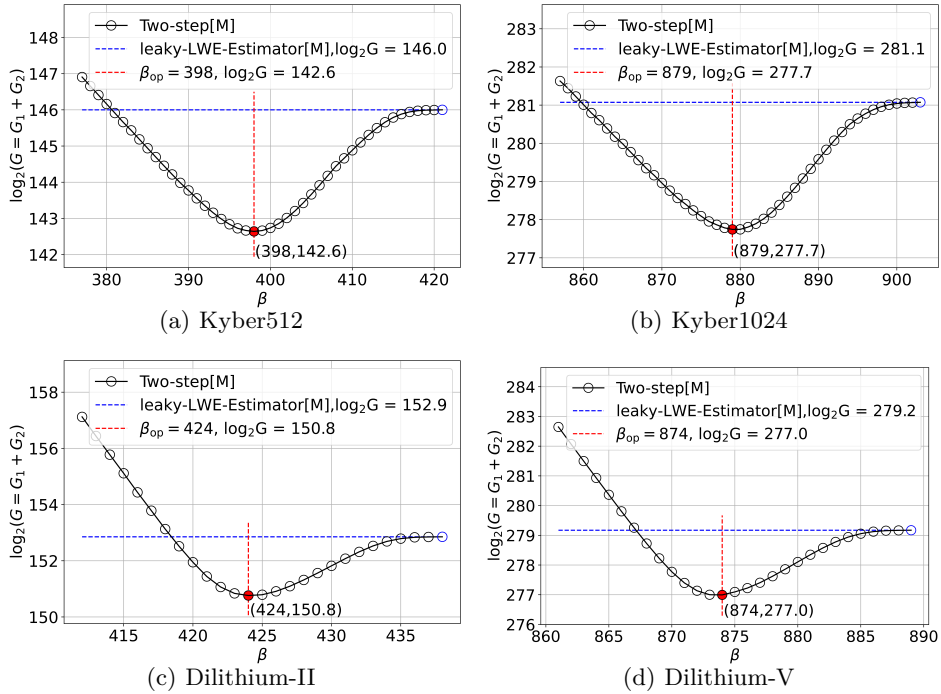 148
147
146
145
144
143
142
log₂(G = G₁ + G₂)
Two-step[M]
leaky-LWE-Estimator[M],log₂G = 146.0
βop = 398, log₂G = 142.6
(398,142.6)
380 390 400 410 420
β
(a) Kyber512
283
282
281
280
279
278
277
log₂(G = G₁ + G₂)
Two-step[M]
leaky-LWE-Estimator[M],log₂G = 281.1
βop = 879, log₂G = 277.7
(879,277.7)
860 870 880 890 900
β
(b) Kyber1024
158
156
154
152
150
log₂(G = G₁ + G₂)
Two-step[M]
leaky-LWE-Estimator[M],log₂G = 152.9
βop = 424, log₂G = 150.8
(424,150.8)
415 420 425 430 435
β
(c) Dilithium-II
284
283
282
281
280
279
278
277
276
log₂(G = G₁ + G₂)
Two-step[M]
leaky-LWE-Estimator[M],log₂G = 279.2
βop = 874, log₂G = 277.0
(874,277.0)
860 865 870 875 880 885 890
β
(d) Dilithium-V